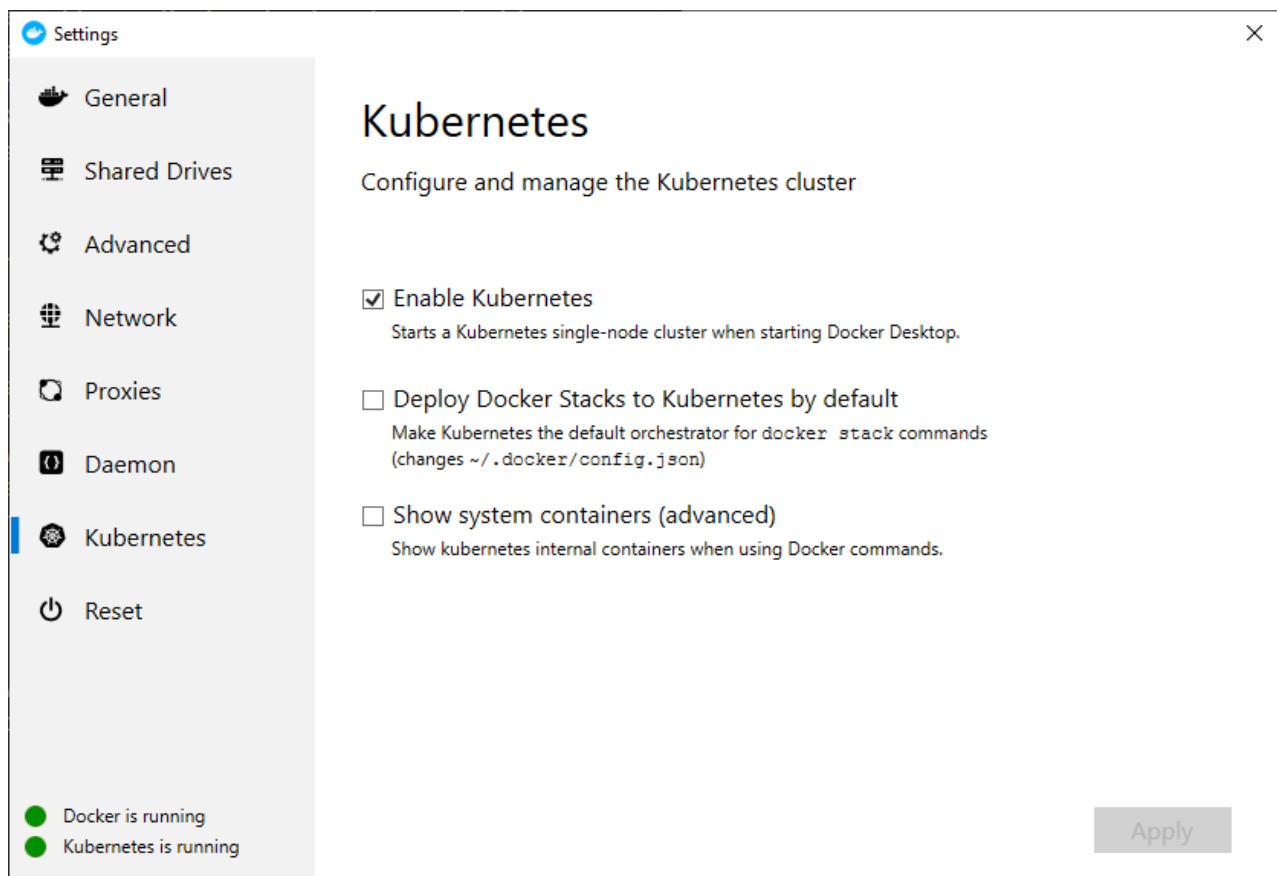 Settings
General
Shared Drives
Advanced
Network
Proxies
Daemon
Kubernetes
Reset
Docker is running
Kubernetes is running
Kubernetes
Configure and manage the Kubernetes cluster
Enable Kubernetes
Starts a Kubernetes single-node cluster when starting Docker Desktop.
Deploy Docker Stacks to Kubernetes by default
Make Kubernetes the default orchestrator for docker stack commands
(changes ~/.docker/config.json)
Show system containers (advanced)
Show kubernetes internal containers when using Docker commands.
Apply